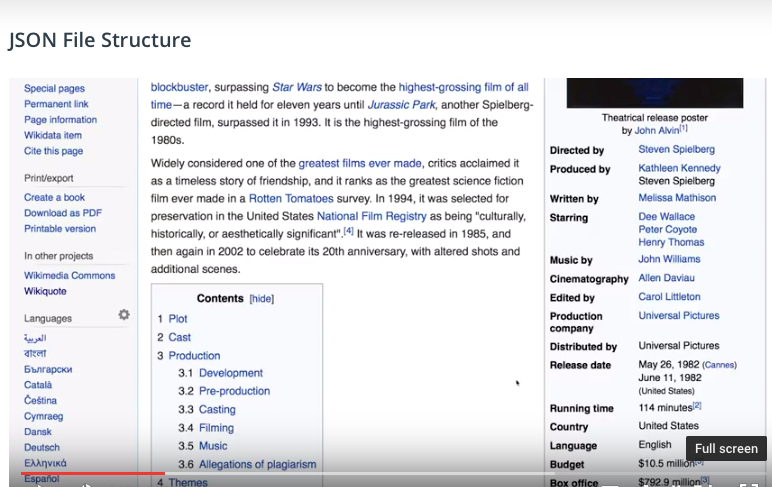 JSON File Structure
Special pages
Permanent link
Page information
Wikidata item
Cite this page
Print/export
Create a book
Download as PDF
Printable version
In other projects
Wikimedia Commons
Wikiquote
Languages
العربية
বাংলা
Български
Català
Čeština
Cymraeg
Dansk
Deutsch
Ελληνικά
Español
blockbuster, surpassing Star Wars to become the highest-grossing film of all
time—a record it held for eleven years until Jurassic Park, another Spielberg-
directed film, surpassed it in 1993. It is the highest-grossing film of the
1980s.
Widely considered one of the greatest films ever made, critics acclaimed it
as a timeless story of friendship, and it ranks as the greatest science fiction
film ever made in a Rotten Tomatoes survey. In 1994, it was selected for
preservation in the United States National Film Registry as being "culturally,
historically, or aesthetically significant".[4] It was re-released in 1985, and
then again in 2002 to celebrate its 20th anniversary, with altered shots and
additional scenes.
Contents [hide]
1 Plot
2 Cast
3 Production
3.1 Development
3.2 Pre-production
3.3 Casting
3.4 Filming
3.5 Music
3.6 Allegations of plagiarism
4 Themes
Theatrical release poster
by John Alvin[1]
Directed by Steven Spielberg
Produced by Kathleen Kennedy
Steven Spielberg
Written by Melissa Mathison
Starring Dee Wallace
Peter Coyote
Henry Thomas
Music by John Williams
Cinematography Allen Daviau
Edited by Carol Littleton
Production Universal Pictures
company
Distributed by Universal Pictures
Release date May 26, 1982 (Cannes)
June 11, 1982
(United States)
Running time 114 minutes[2]
Country United States
Language English
Full screen
Budget $10.5 million[3]
Box office $792.9 million[3]